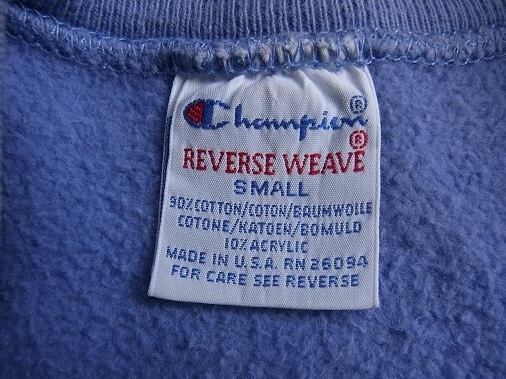 Champion®
REVERSE WEAVE®
SMALL
90% COTTON/COTON/BAUMWOLLE
COTONE/KATOEN/BOMULD
10% ACRYLIC
MADE IN U.S.A. RN 26094
FOR CARE SEE REVERSE